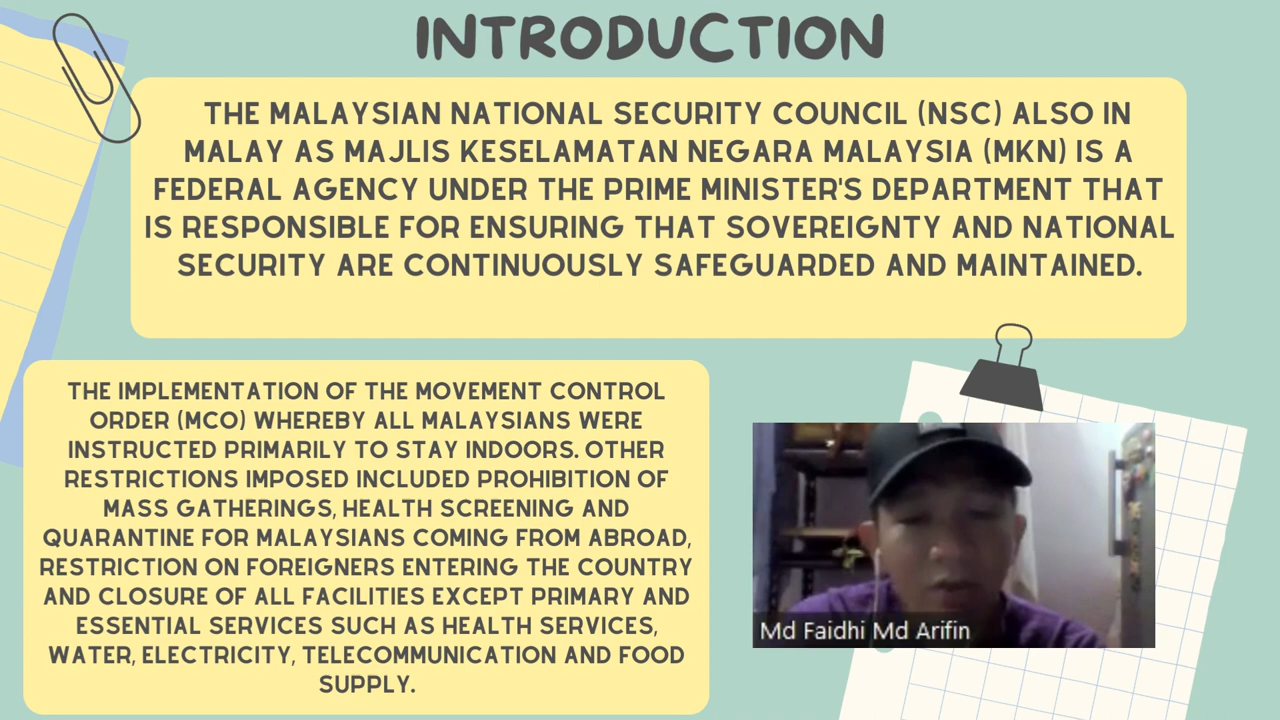 INTRODUCTION
THE MALAYSIAN NATIONAL SECURITY COUNCIL (NSC) ALSO IN
MALAY AS MAJLIS KESELAMATAN NEGARA MALAYSIA (MKN) IS A
FEDERAL AGENCY UNDER THE PRIME MINISTER'S DEPARTMENT THAT
IS RESPONSIBLE FOR ENSURING THAT SOVEREIGNTY AND NATIONAL
SECURITY ARE CONTINUOUSLY SAFEGUARDED AND MAINTAINED.
THE IMPLEMENTATION OF THE MOVEMENT CONTROL
ORDER (MCO) WHEREBY ALL MALAYSIANS WERE
INSTRUCTED PRIMARILY TO STAY INDOORS. OTHER
RESTRICTIONS IMPOSED INCLUDED PROHIBITION OF
MASS GATHERINGS, HEALTH SCREENING AND
QUARANTINE FOR MALAYSIANS COMING FROM ABROAD,
RESTRICTION ON FOREIGNERS ENTERING THE COUNTRY
AND CLOSURE OF ALL FACILITIES EXCEPT PRIMARY AND
ESSENTIAL SERVICES SUCH AS HEALTH SERVICES,
WATER, ELECTRICITY, TELECOMMUNICATION AND FOOD
SUPPLY.
Md Faidhi Md Arifin